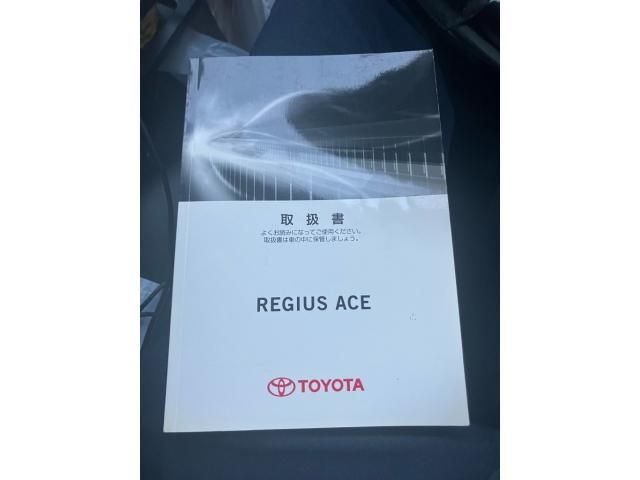 取扱書
よくお読みになってご使用ください。
取扱書は車の中に保管しましょう。
REGIUS ACE
TOYOTA